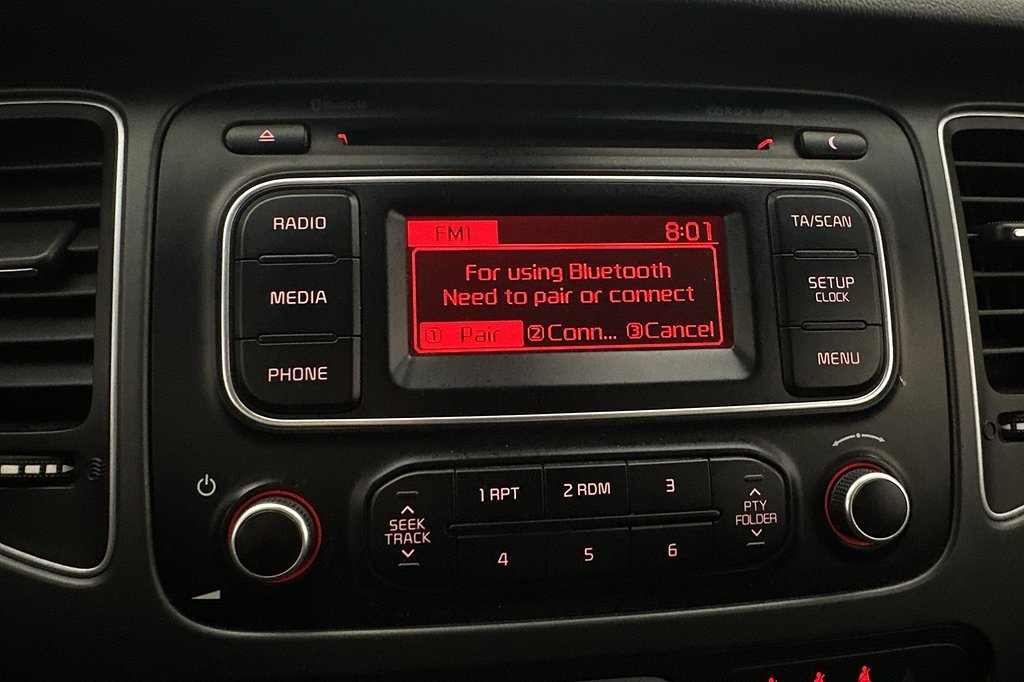 Bluetooth
RADIO
MEDIA
PHONE
FM1 8:01
For using Bluetooth
Need to pair or connect
1 Pair 2 Conn... 3 Cancel
TA/SCAN
SETUP
CLOCK
MENU
SEEK
TRACK
1 RPT
2 RDM
3
4
5
6
PTY
FOLDER